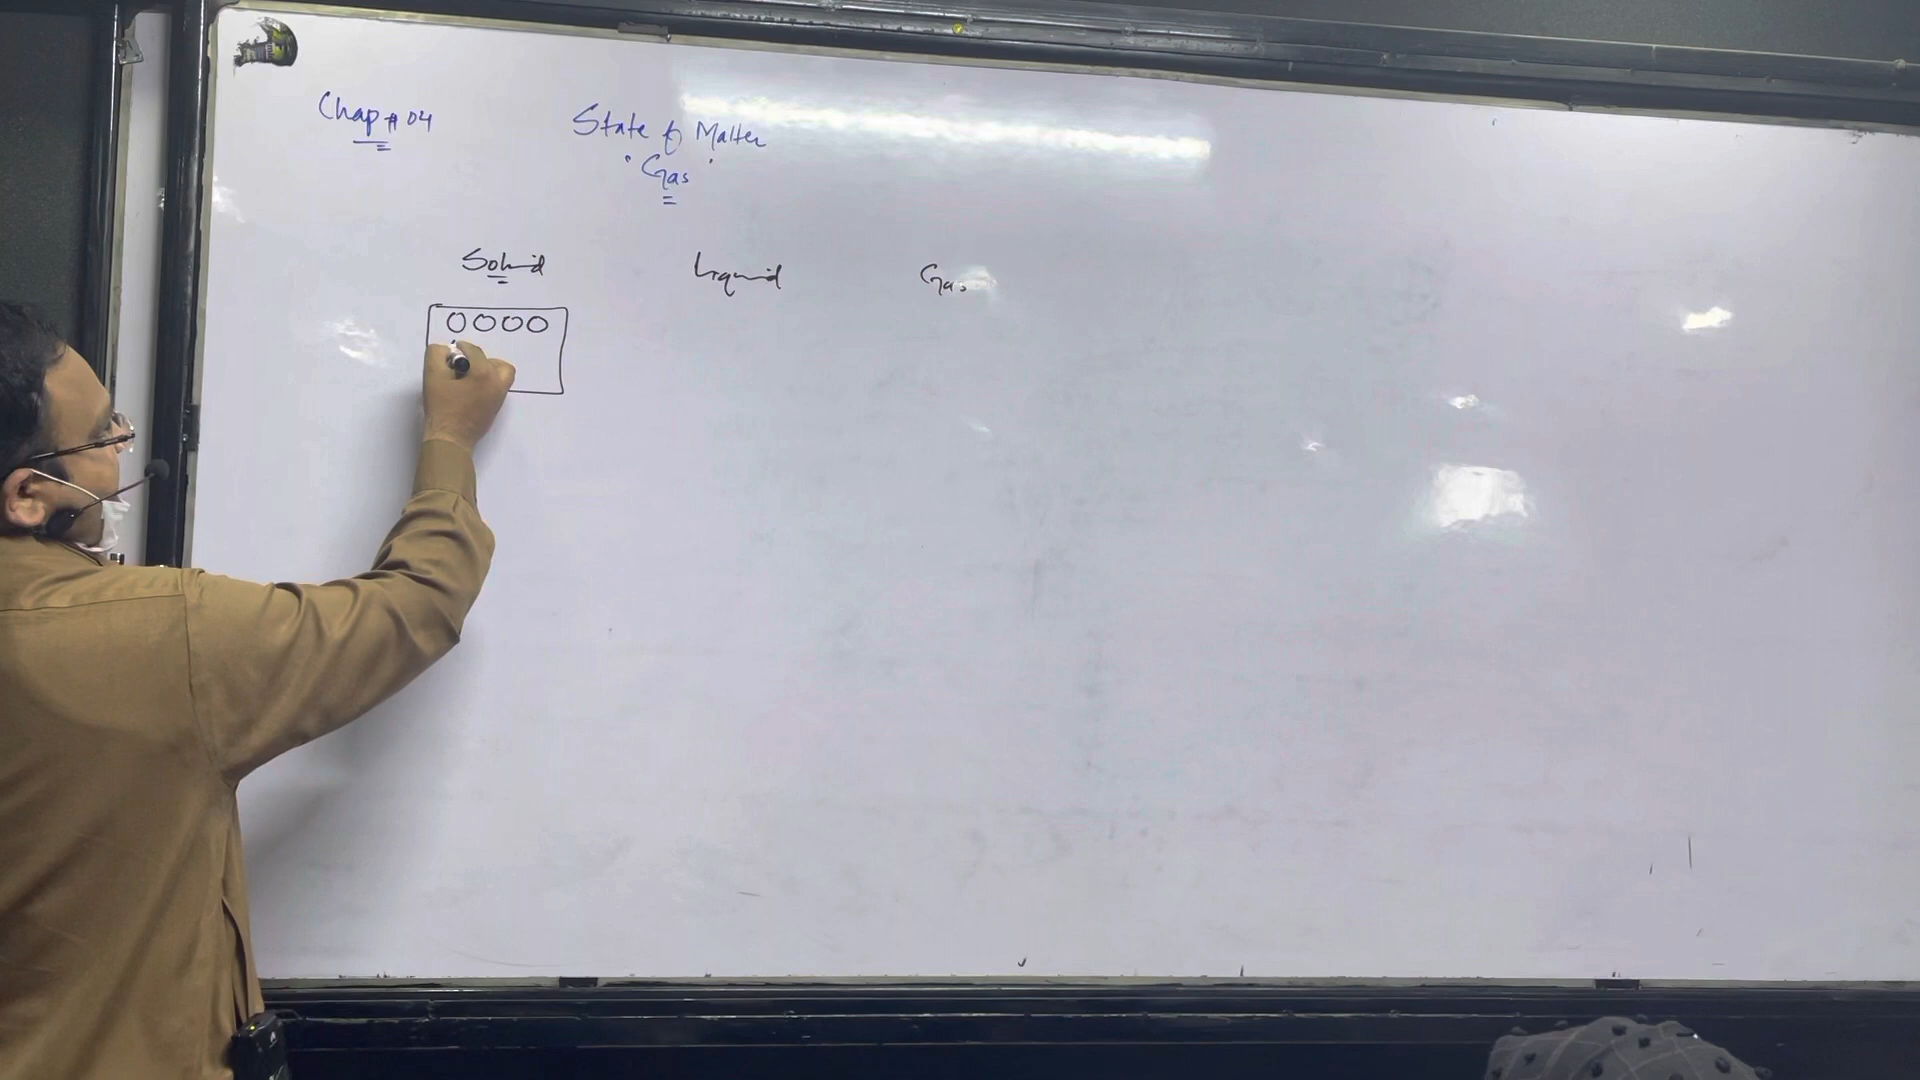 Chap # 04
State of Matter
"Gas"
Solid Liquid Gas